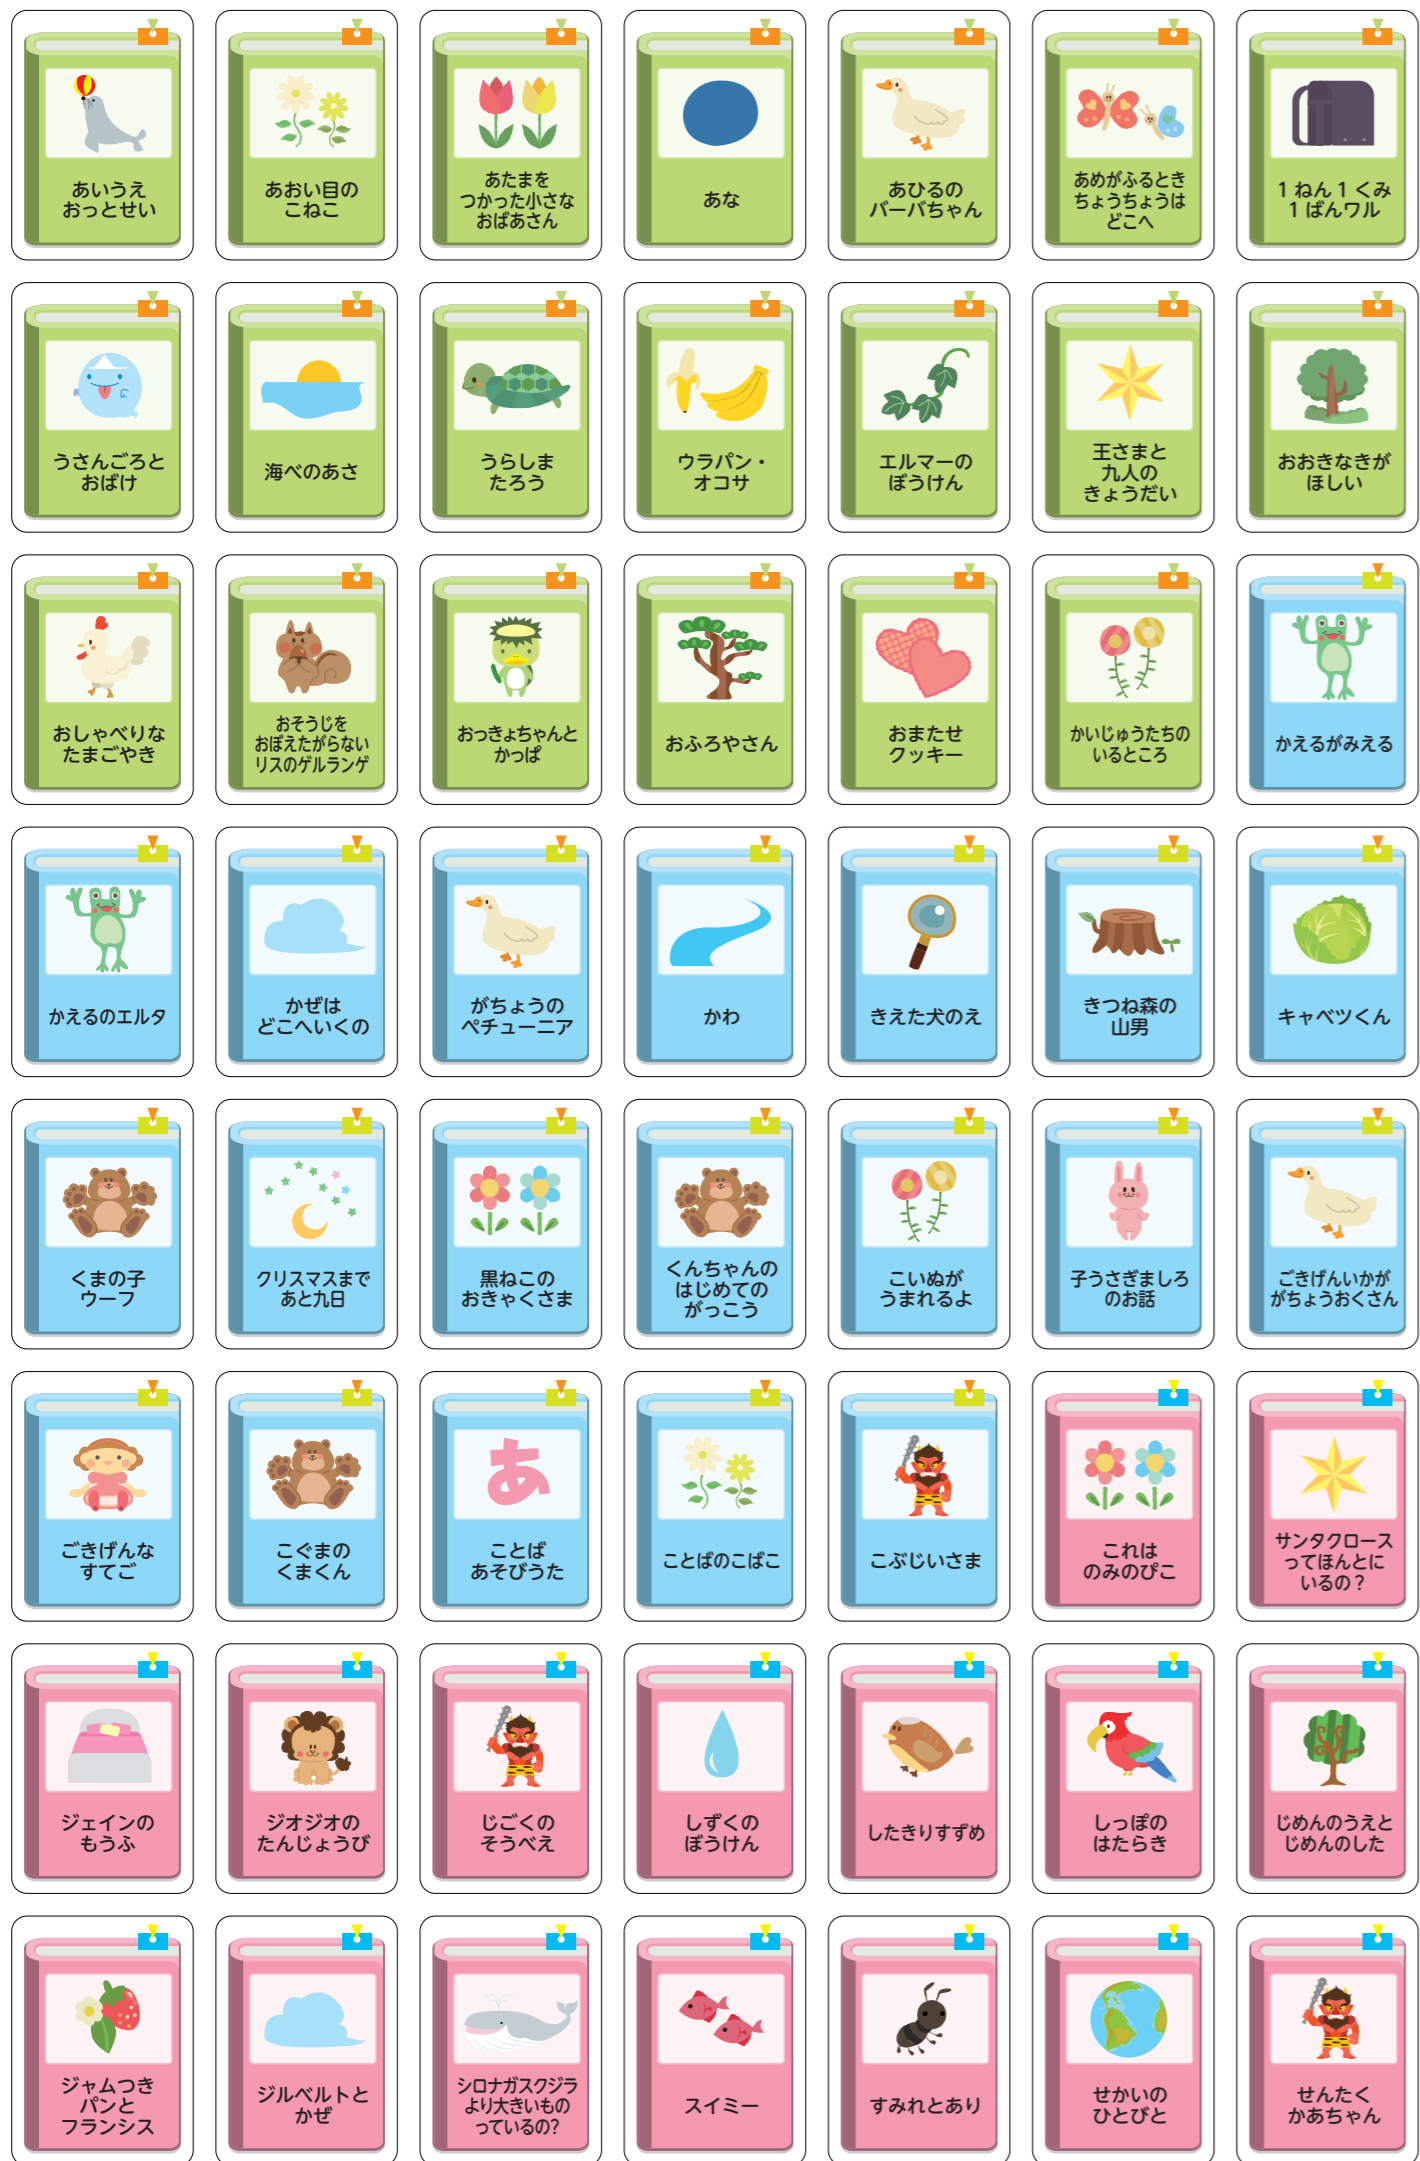 あいうえ
おっとせい
あおい目の
こねこ
あたまを
つかった小さな
おばあさん
あな
あひるの
バーバちゃん
あめがふるとき
ちょうちょうは
どこへ
1ねん1くみ
1ばんワル
うさんごろと
おばけ
海べのあさ
うらしま
たろう
ウラパン・
オコサ
エルマーの
ぼうけん
王さまと
九人の
きょうだい
おおきなきが
ほしい
おしゃべりな
たまごやき
おそうじを
おぼえたがらない
リスのゲルランゲ
おっきょちゃんと
かっぱ
おふろやさん
おまたせ
クッキー
かいじゅうたちの
いるところ
かえるがみえる
かえるのエルタ
かぜは
どこへいくの
がちょうの
ペチューニア
かわ
きえた犬のえ
きつね森の
山男
キャベツくん
くまの子
ウーフ
クリスマスまで
あと九日
黒ねこの
おきゃくさま
くんちゃんの
はじめての
がっこう
こいぬが
うまれるよ
子うさぎましろ
のお話
ごきげんいかが
がちょうおくさん
ごきげんな
すてご
こぐまの
くまくん
あ
ことば
あそびうた
ことばのこばこ
こぶじいさま
これは
のみのぴこ
サンタクロース
ってほんとに
いるの?
ジェインの
もうふ
ジオジオの
たんじょうび
じごくの
そうべえ
しずくの
ぼうけん
したきりすずめ
しっぽの
はたらき
じめんのうえと
じめんのした
ジャムつき
パンと
フランシス
ジルベルトと
かぜ
シロナガスクジラ
より大きいもの
っているの?
スイミー
すみれとあり
せかいの
ひとびと
せんたく
かあちゃん